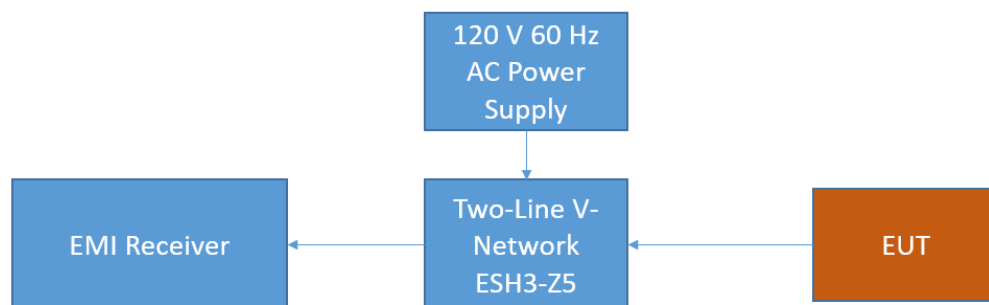 120 V 60 Hz
AC Power
Supply
EMI Receiver
Two-Line V-
Network
ESH3-Z5
EUT